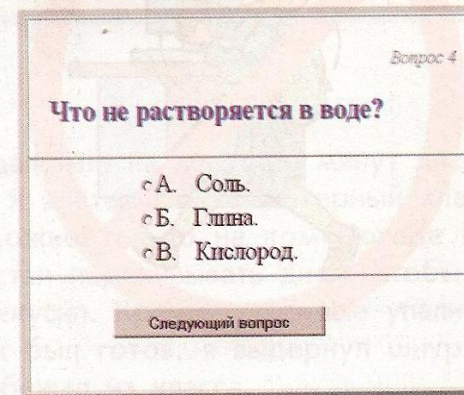 Вопрос 4
Что не растворяется в воде?
А. Соль.
Б. Глина.
В. Кислород.
Следующий вопрос